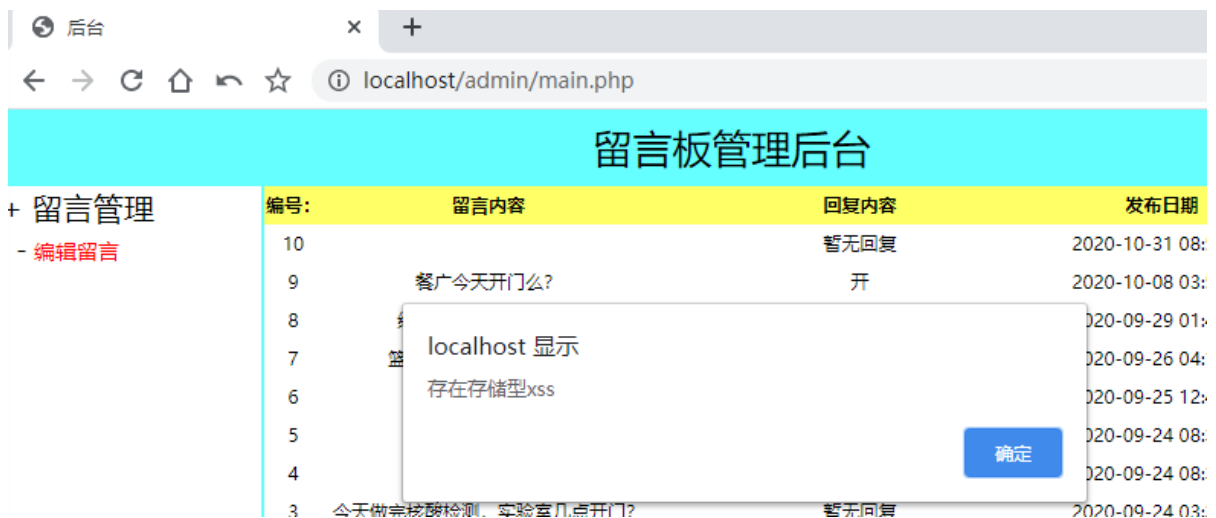 后台
localhost/admin/main.php
留言板管理后台
+ 留言管理
- 编辑留言
编号: 留言内容 回复内容 发布日期
10 暂无回复 2020-10-31 08:
9 餐广今天开门么? 开 2020-10-08 03:
8 2020-09-29 01:
7 篮 2020-09-26 04:
6 2020-09-25 12:
5 2020-09-24 08:
4 2020-09-24 08:
3 今天做完核酸检测，实验室几点开门? 暂无回复 2020-09-24 03:
localhost 显示
存在存储型xss
确定